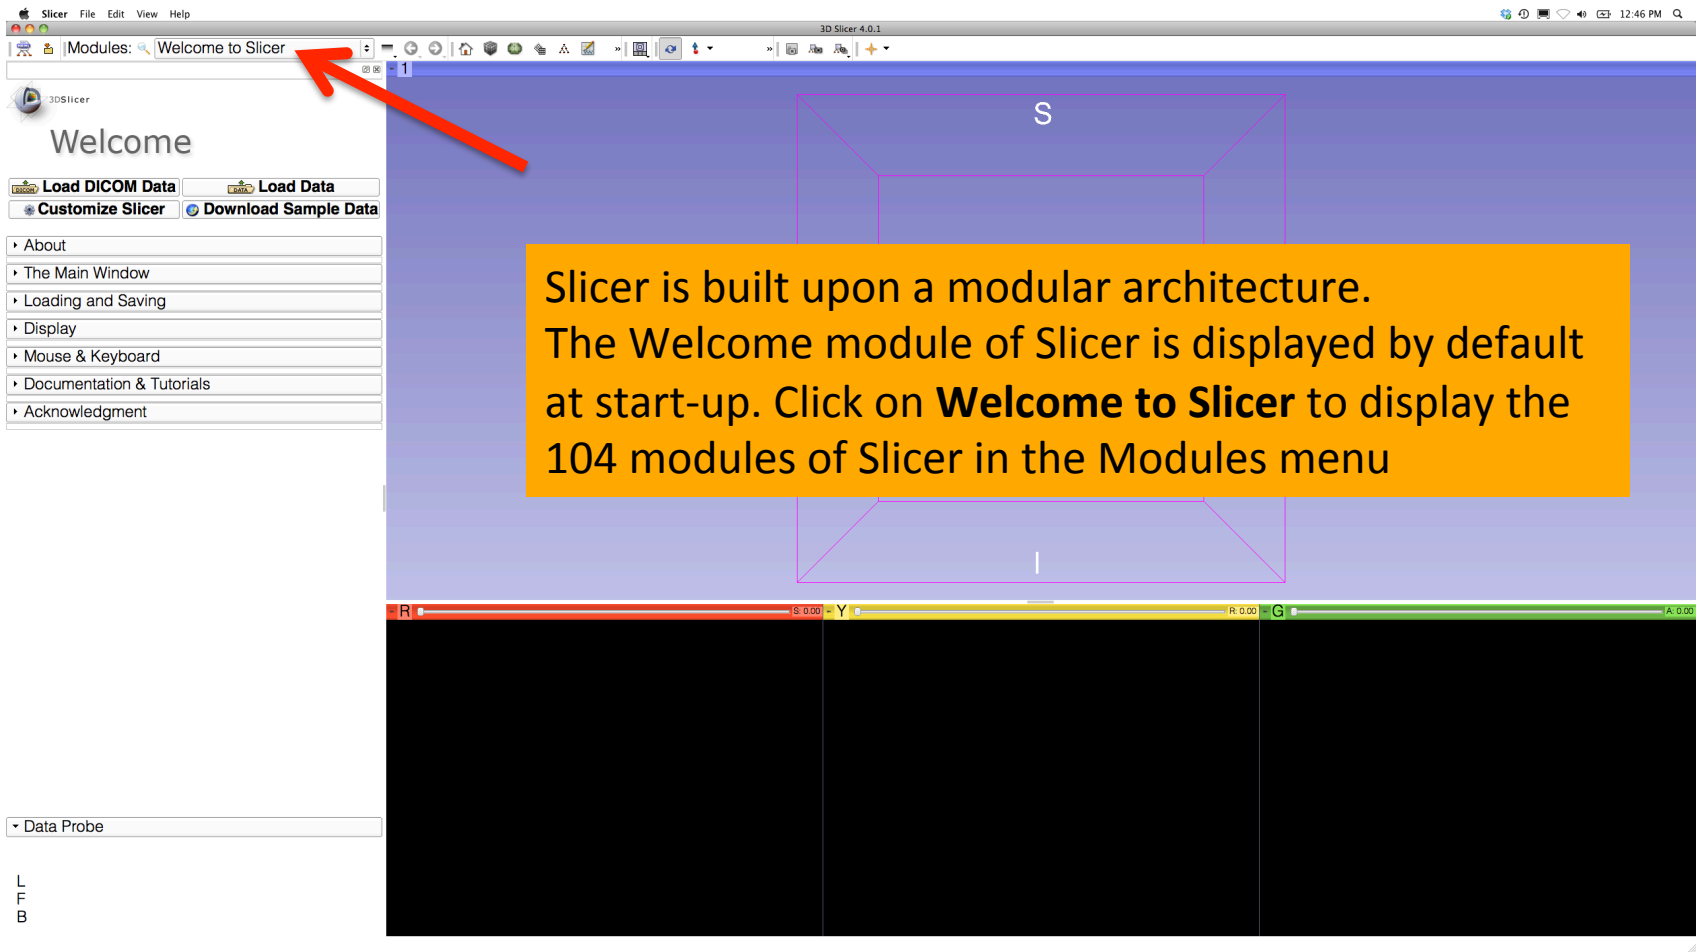 Slicer File Edit View Help 12:46 PM
3D Slicer 4.0.1
Modules: Welcome to Slicer
1
3DSlicer
Welcome
DICOM Load DICOM Data DATA Load Data
Customize Slicer Download Sample Data
About
The Main Window
Loading and Saving
Display
Mouse & Keyboard
Documentation & Tutorials
Acknowledgment
S
Slicer is built upon a modular architecture.
The Welcome module of Slicer is displayed by default
at start-up. Click on Welcome to Slicer to display the
104 modules of Slicer in the Modules menu
I
R S: 0.00 Y R: 0.00 G A: 0.00
Data Probe
L
F
B